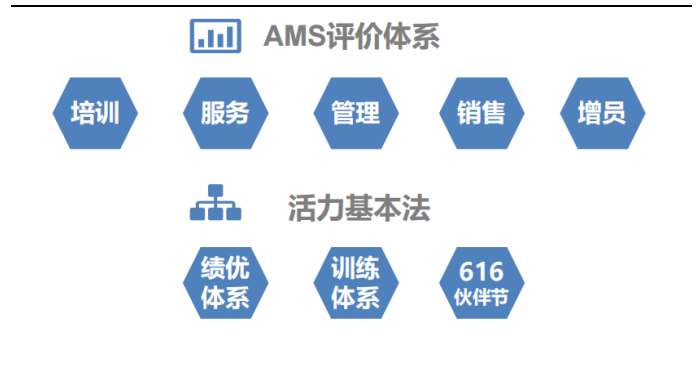 AMS评价体系
培训 服务 管理 销售 增员
活力基本法
绩优
体系
训练
体系
616
伙伴节